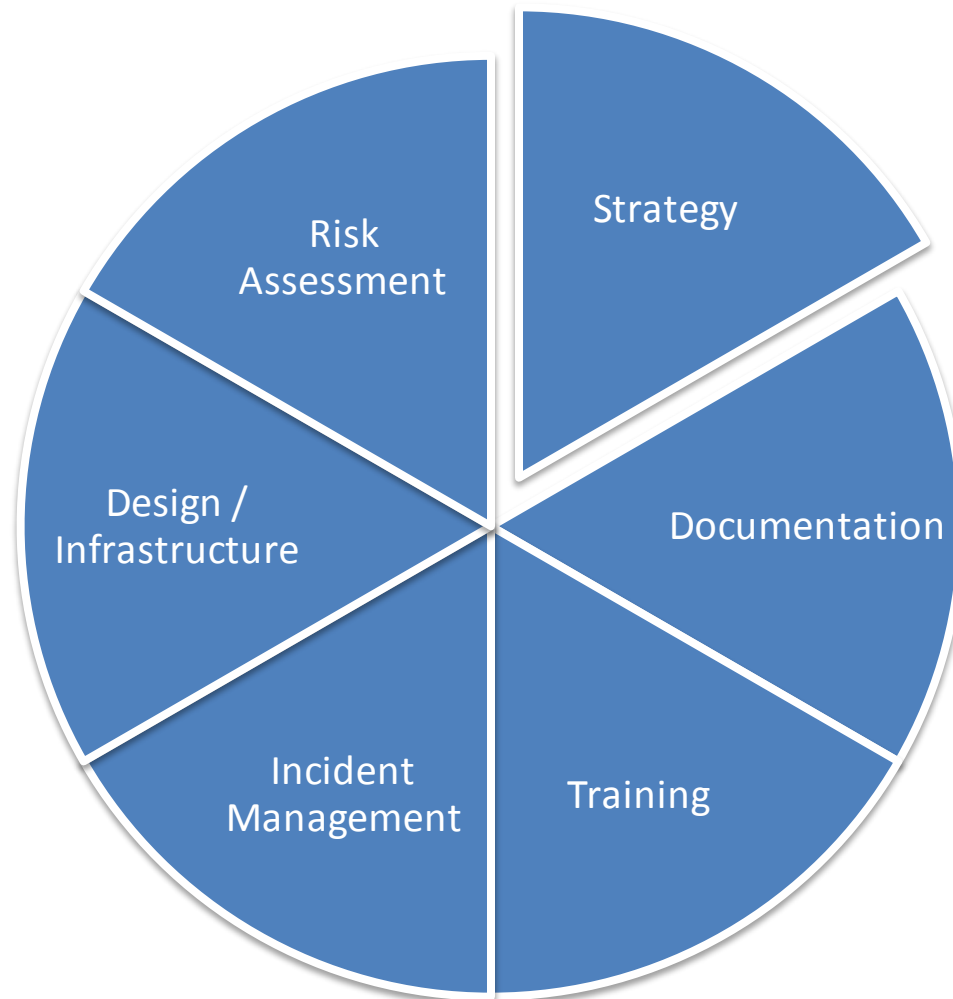 Strategy
Risk
Assessment
Design /
Infrastructure
Documentation
Incident
Management
Training